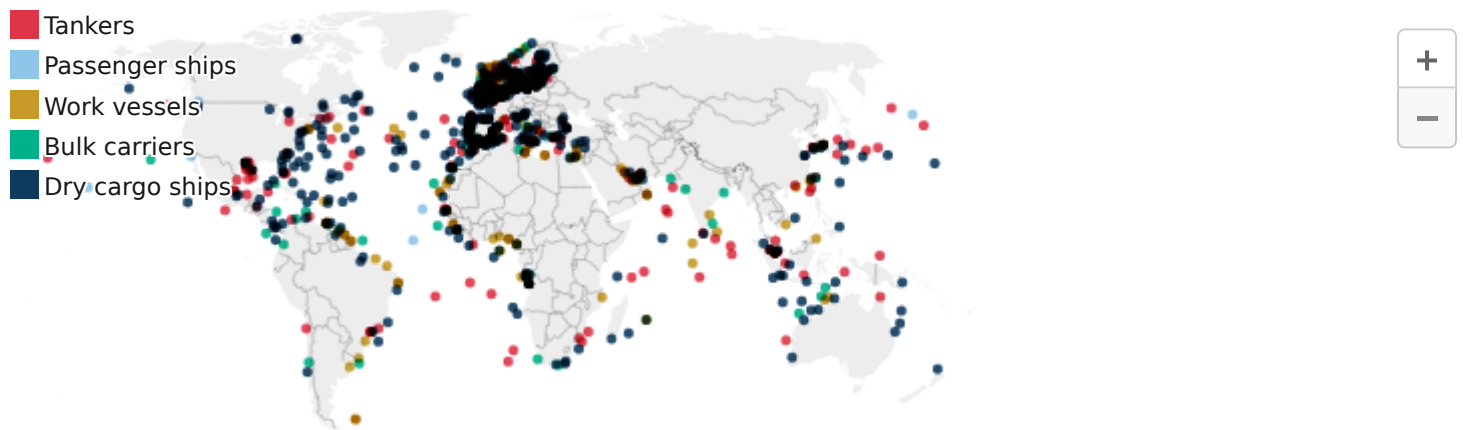 Tankers
Passenger ships
Work vessels
Bulk carriers
Dry cargo ships
+
−